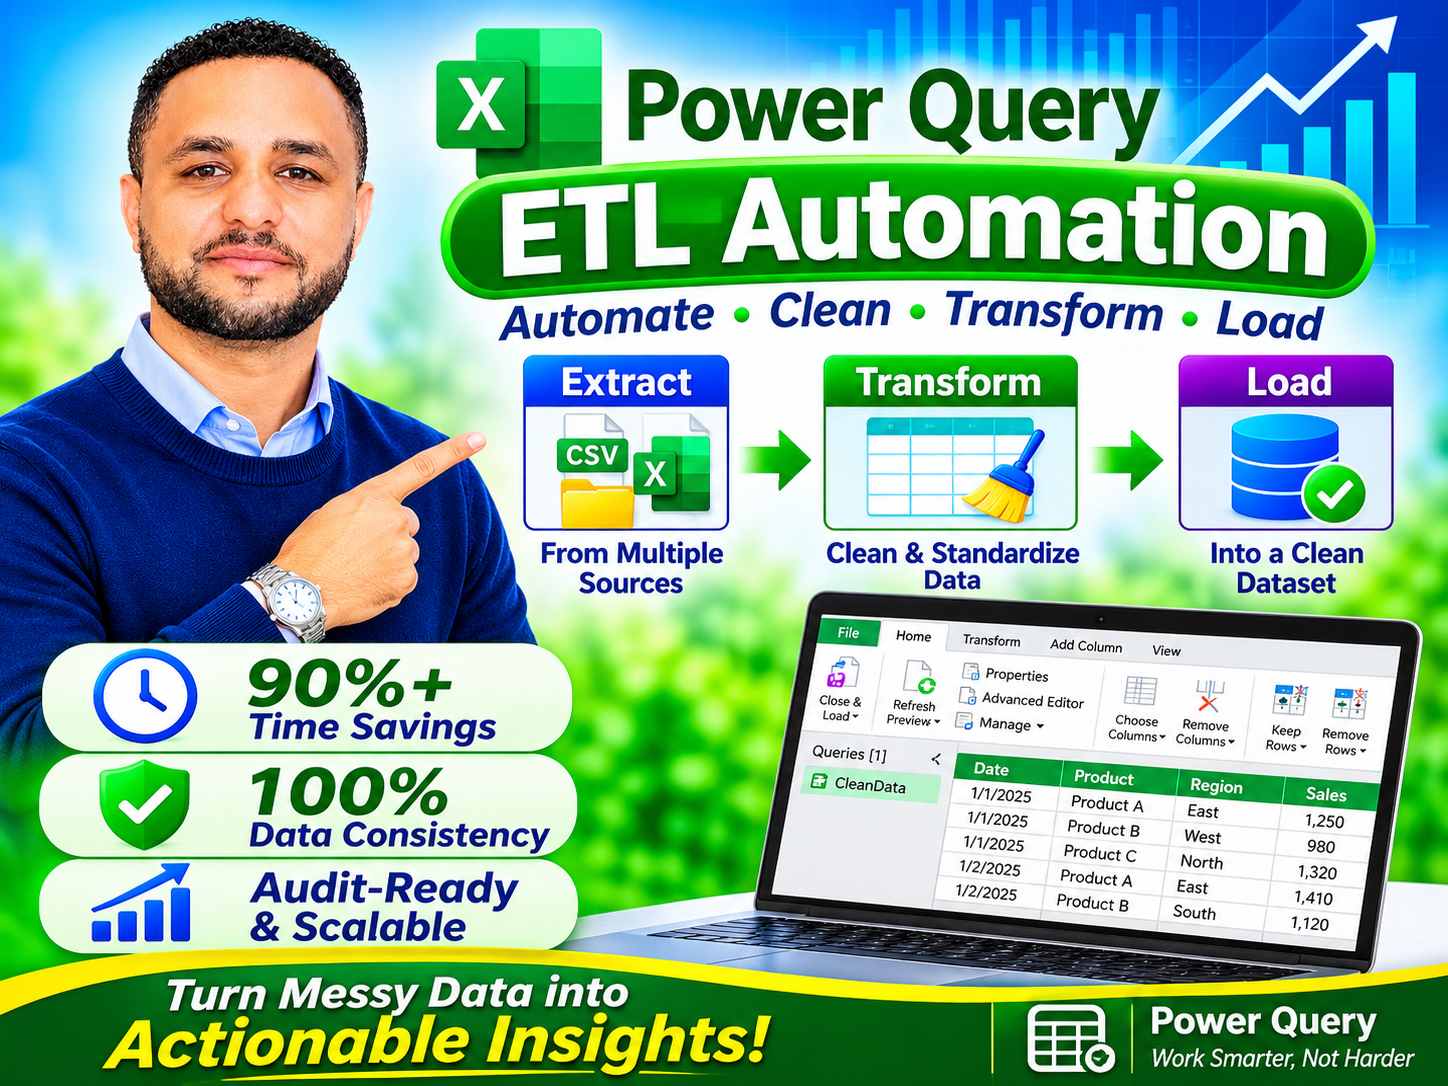 X
Power Query
ETL Automation
Automate • Clean • Transform • Load
Extract
CSV
X
From Multiple
Sources
Transform
Clean & Standardize
Data
Load
Into a Clean
Dataset
90%+
Time Savings
100%
Data Consistency
Audit-Ready
& Scalable
File Home Transform Add Column View
Close &
Load
Refresh
Preview
Properties
Advanced Editor
Manage
Choose
Columns
Remove
Columns
Keep
Rows
Remove
Rows
Queries [1] <
CleanData
Date Product Region Sales
1/1/2025 Product A East 1,250
1/1/2025 Product B West 980
1/1/2025 Product C North 1,320
1/2/2025 Product A East 1,410
1/2/2025 Product B South 1,120
Turn Messy Data into
Actionable Insights!
Power Query
Work Smarter, Not Harder